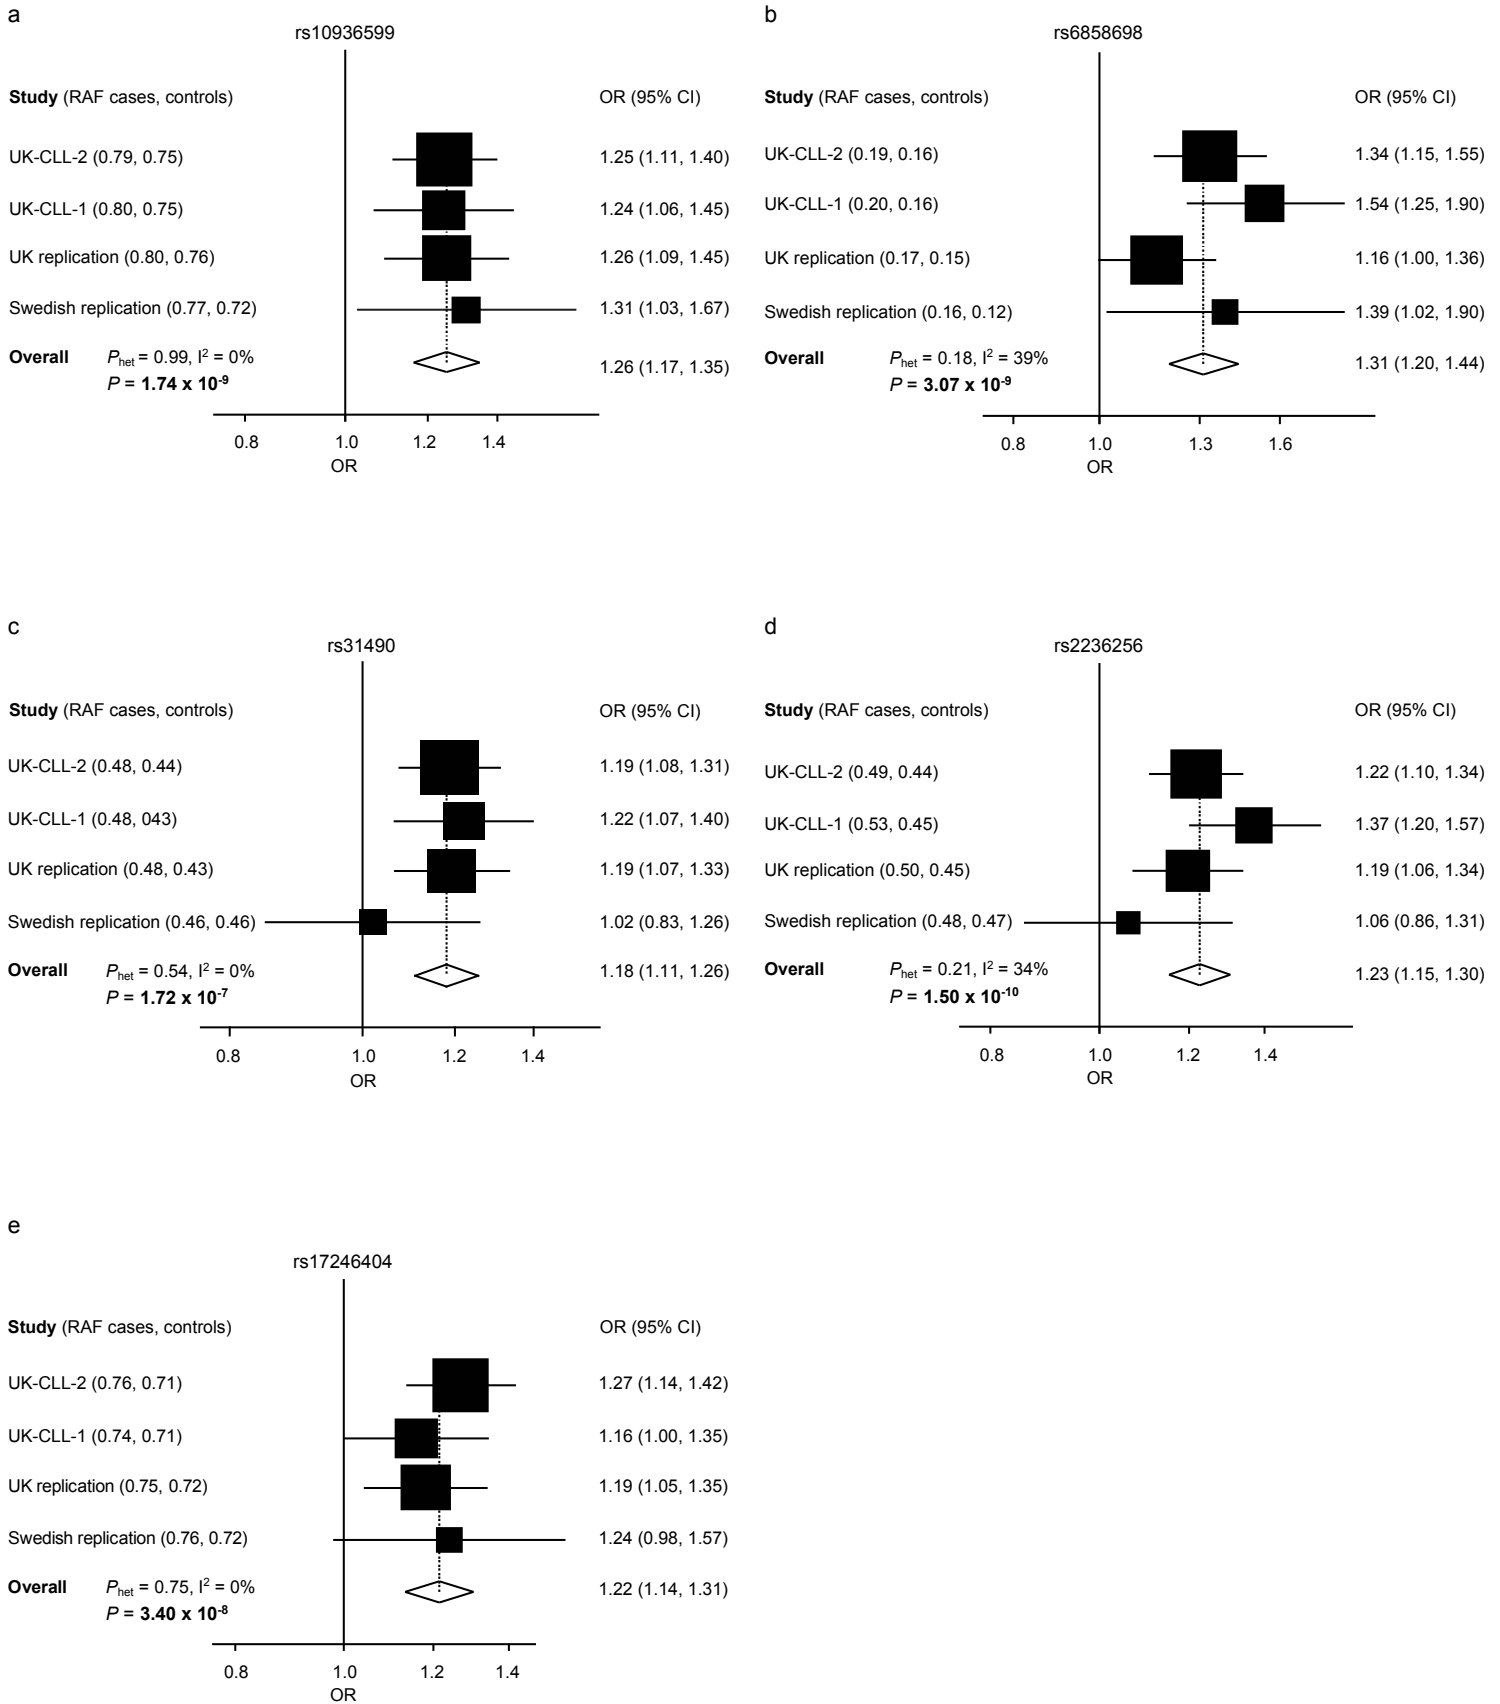 a
rs10936599
Study (RAF cases, controls) OR (95% CI)
UK-CLL-2 (0.79, 0.75) 1.25 (1.11, 1.40)
UK-CLL-1 (0.80, 0.75) 1.24 (1.06, 1.45)
UK replication (0.80, 0.76) 1.26 (1.09, 1.45)
Swedish replication (0.77, 0.72) 1.31 (1.03, 1.67)
Overall Phet = 0.99, I2 = 0% 1.26 (1.17, 1.35)
P = 1.74 x 10-9
0.8 1.0 1.2 1.4
OR
b
rs6858698
Study (RAF cases, controls) OR (95% CI)
UK-CLL-2 (0.19, 0.16) 1.34 (1.15, 1.55)
UK-CLL-1 (0.20, 0.16) 1.54 (1.25, 1.90)
UK replication (0.17, 0.15) 1.16 (1.00, 1.36)
Swedish replication (0.16, 0.12) 1.39 (1.02, 1.90)
Overall Phet = 0.18, I2 = 39% 1.31 (1.20, 1.44)
P = 3.07 x 10-9
0.8 1.0 1.3 1.6
OR
c
rs31490
Study (RAF cases, controls) OR (95% CI)
UK-CLL-2 (0.48, 0.44) 1.19 (1.08, 1.31)
UK-CLL-1 (0.48, 043) 1.22 (1.07, 1.40)
UK replication (0.48, 0.43) 1.19 (1.07, 1.33)
Swedish replication (0.46, 0.46) 1.02 (0.83, 1.26)
Overall Phet = 0.54, I2 = 0% 1.18 (1.11, 1.26)
P = 1.72 x 10-7
0.8 1.0 1.2 1.4
OR
d
rs2236256
Study (RAF cases, controls) OR (95% CI)
UK-CLL-2 (0.49, 0.44) 1.22 (1.10, 1.34)
UK-CLL-1 (0.53, 0.45) 1.37 (1.20, 1.57)
UK replication (0.50, 0.45) 1.19 (1.06, 1.34)
Swedish replication (0.48, 0.47) 1.06 (0.86, 1.31)
Overall Phet = 0.21, I2 = 34% 1.23 (1.15, 1.30)
P = 1.50 x 10-10
0.8 1.0 1.2 1.4
OR
e
rs17246404
Study (RAF cases, controls) OR (95% CI)
UK-CLL-2 (0.76, 0.71) 1.27 (1.14, 1.42)
UK-CLL-1 (0.74, 0.71) 1.16 (1.00, 1.35)
UK replication (0.75, 0.72) 1.19 (1.05, 1.35)
Swedish replication (0.76, 0.72) 1.24 (0.98, 1.57)
Overall Phet = 0.75, I2 = 0% 1.22 (1.14, 1.31)
P = 3.40 x 10-8
0.8 1.0 1.2 1.4
OR